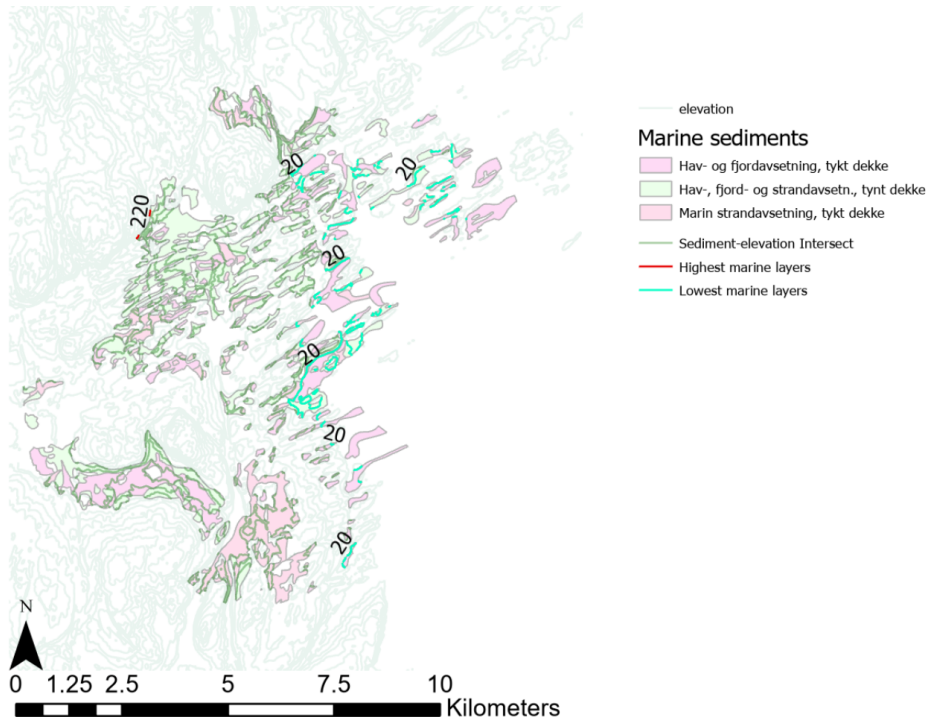 elevation
Marine sediments
Hav- og fjordavsetning, tykt dekke
Hav-, fjord- og strandavsetn., tynt dekke
Marin strandavsetning, tykt dekke
Sediment-elevation Intersect
Highest marine layers
Lowest marine layers
20
20
220
20
20
20
20
N
0 1.25 2.5 5 7.5 10
Kilometers